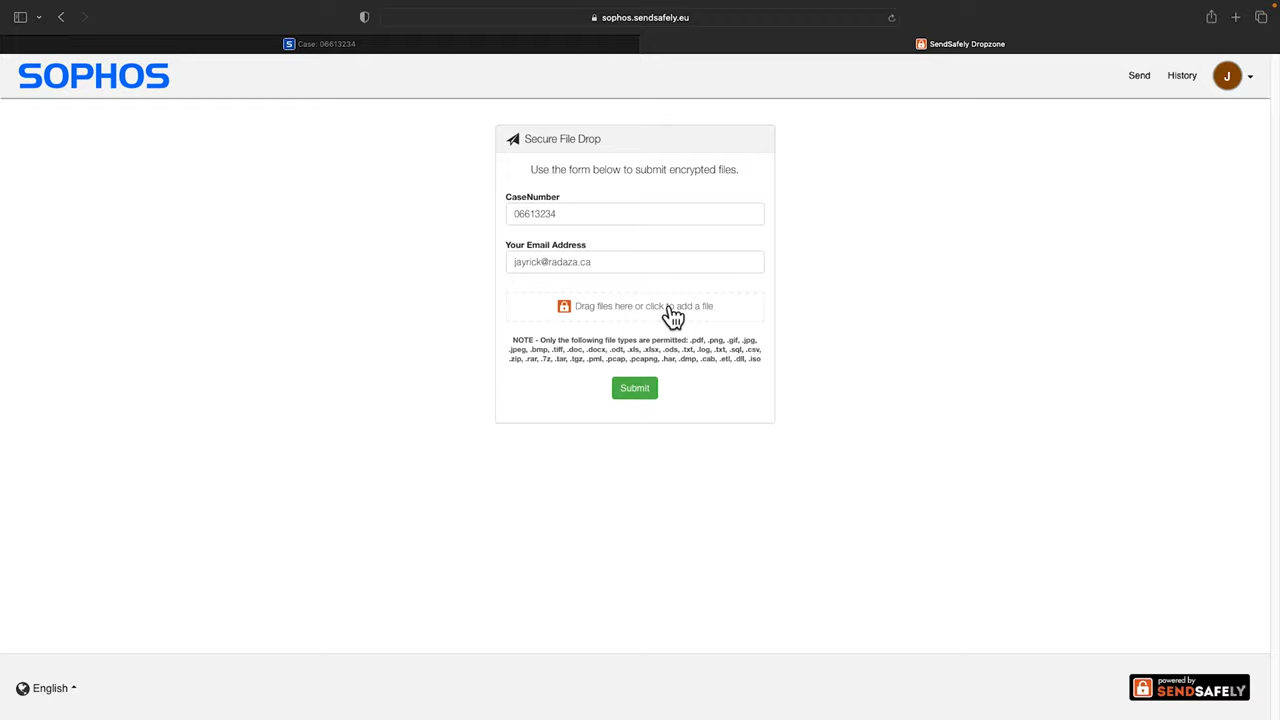 sophos.sendsafely.eu
Case: 06613234
SendSafely Dropzone
SOPHOS
Send
History
J
Secure File Drop
Use the form below to submit encrypted files.
CaseNumber
06613234
Your Email Address
jayrick@radaza.ca
Drag files here or click to add a file
NOTE - Only the following file types are permitted: .pdf, .png, .gif, .jpg,
.jpeg, .bmp, .tiff, .doc, .docx, .odt, .xls, .xlsx, .ods, .txt, .log, .txt, .sql, .csv,
.zip, .rar, .7z, .tar, .tgz, .pml, .pcap, .pcapng, .har, .dmp, .cab, .etl, .dll, .iso
Submit
English
powered by
SENDSAFELY